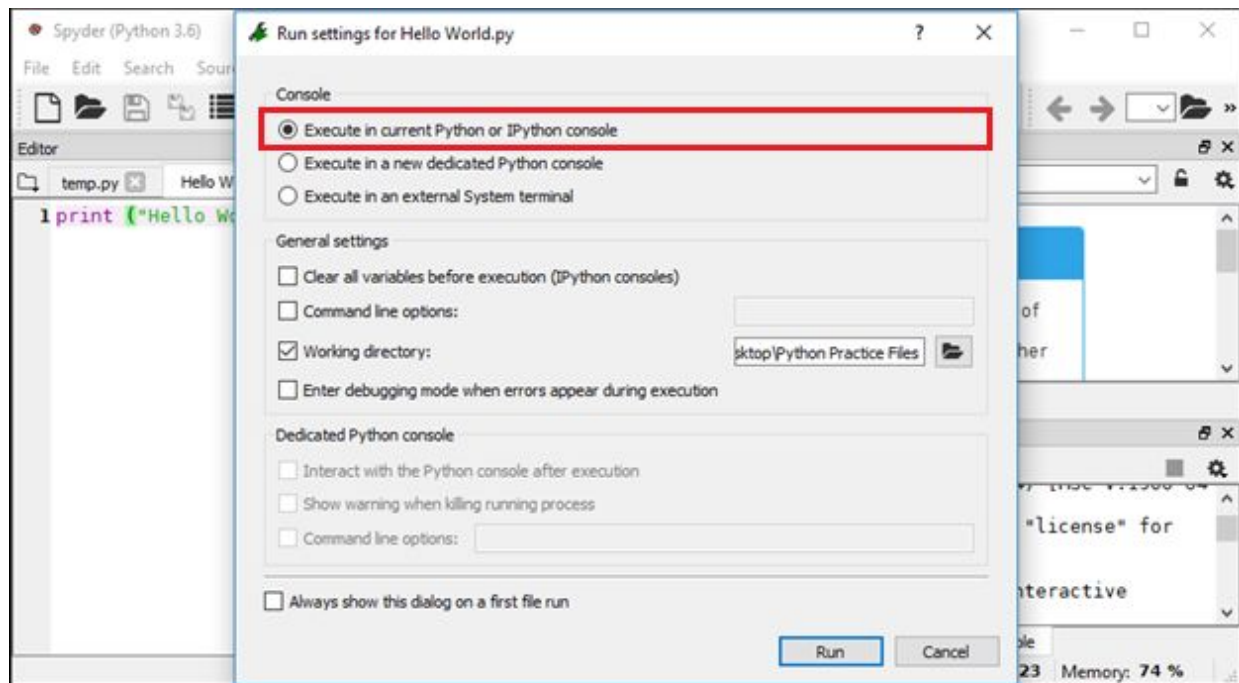 Spyder (Python 3.6)
File Edit Search
Editor
temp.py
1 print ("Hello
Run settings for Hello World.py
Console
Execute in current Python or IPython console
Execute in a new dedicated Python console
Execute in an external System terminal
General settings
Clear all variables before execution (IPython consoles)
Command line options:
Working directory:
sktop\Python Practice Files
Enter debugging mode when errors appear during execution
Dedicated Python console
Interact with the Python console after execution
Show warning when killing running process
Command line options:
Always show this dialog on a first file run
Run Cancel
of
her
"license" for
nteractive
23 Memory: 74 %